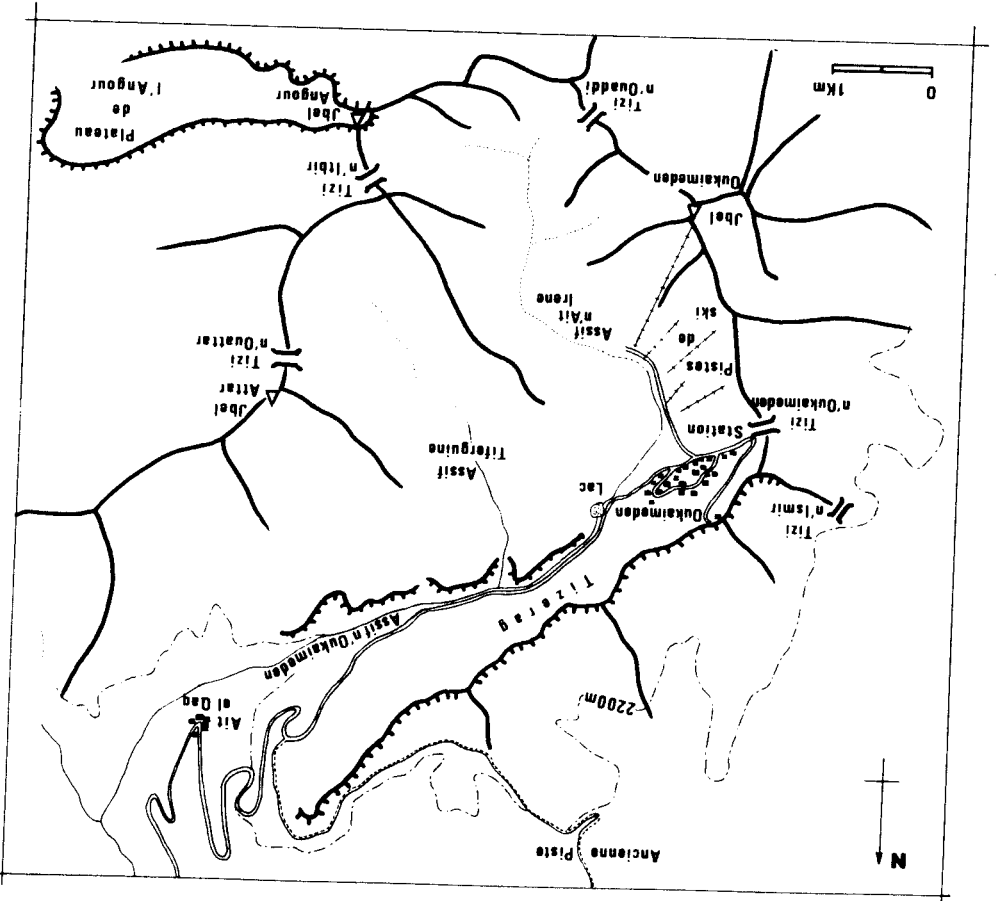 N
Ancienne Piste
2200m
Ait
el Qaq
Tizerag
Assif n'Oukaimeden
Tizi
n'Ismir
Oukaimeden
Lac
Station
Assif
Tiferguine
Tizi
n'Oukaimeden
Pistes
de
ski
Jbel
Attar
Tizi
n'Ouattar
Assif
n'Ait
Irene
Jbel
Oukaimeden
Tizi
n'Itbir
Tizi
n'Ouaddi
Jbel
Angour
Plateau
de
l'Angour
0 1Km